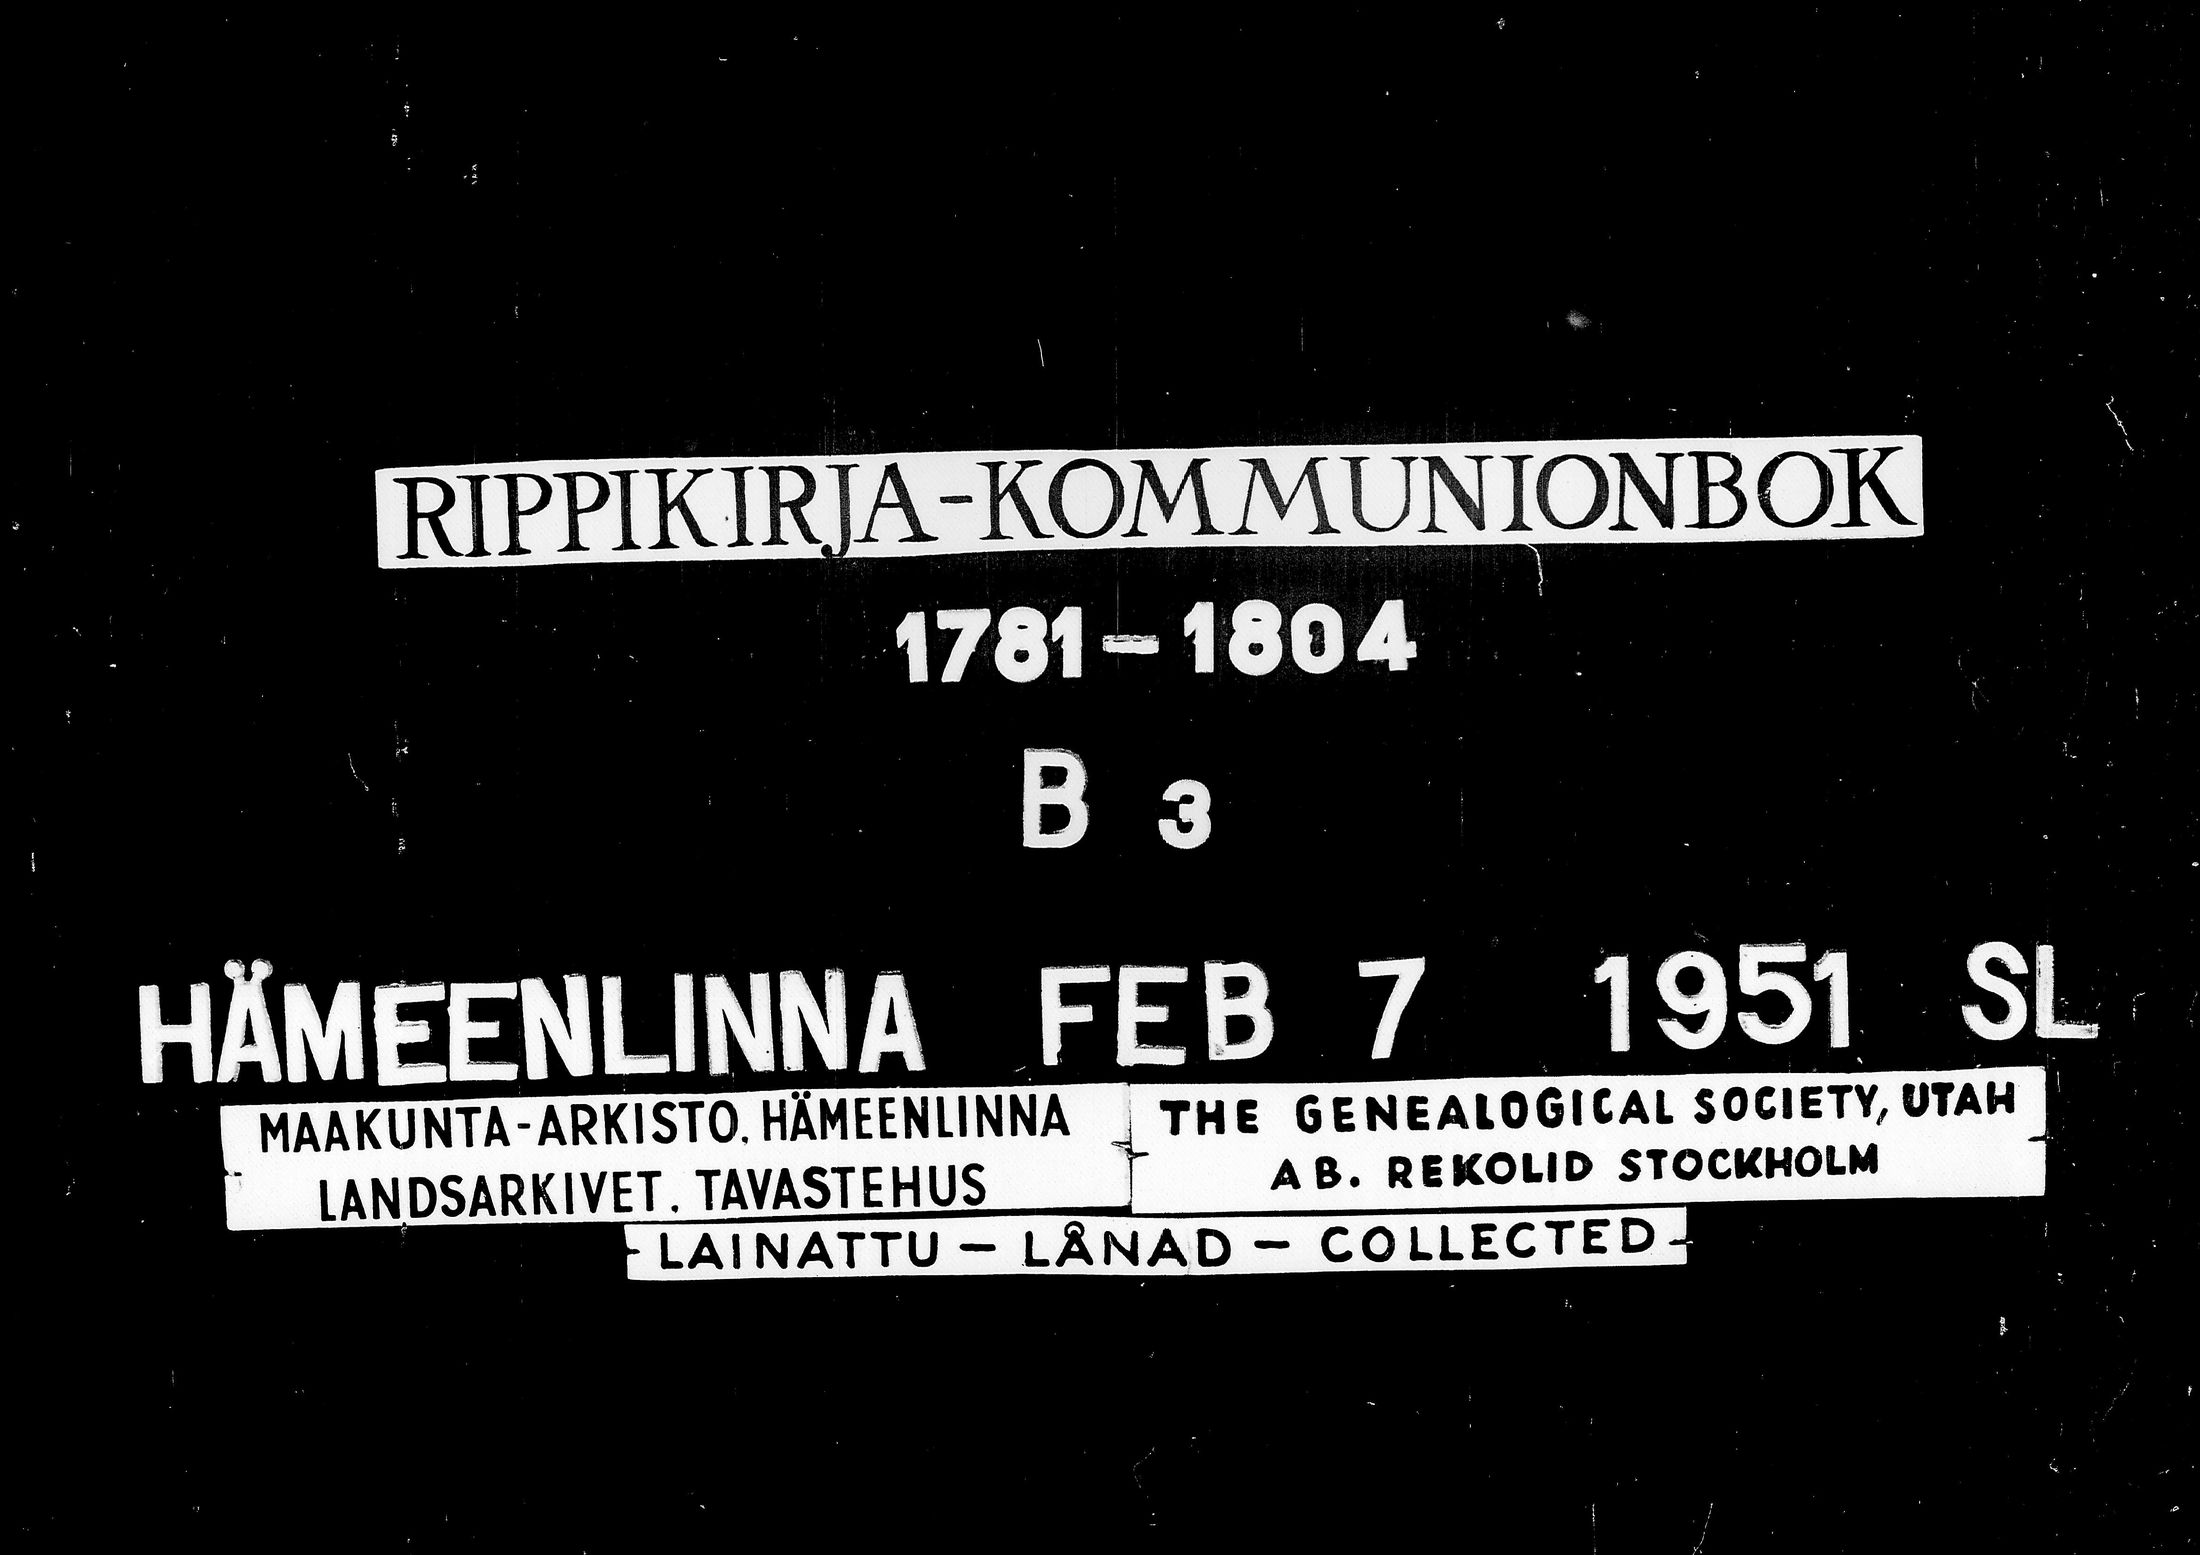 RIPPIKIRJA-KOMMUNIONBOK
1781-1804
B 3
HÄMEENLINNA FEB 7 1951 SL
MAAKUNTA-ARKISTO. HÄMEENLINNA
LANDSARKIVET. TAVASTEHUS
THE GENEALOGICAL SOCIETY, UTAH
AB. REKOLID STOCKHOLM
LAINATTU - LÅNAD - COLLECTED